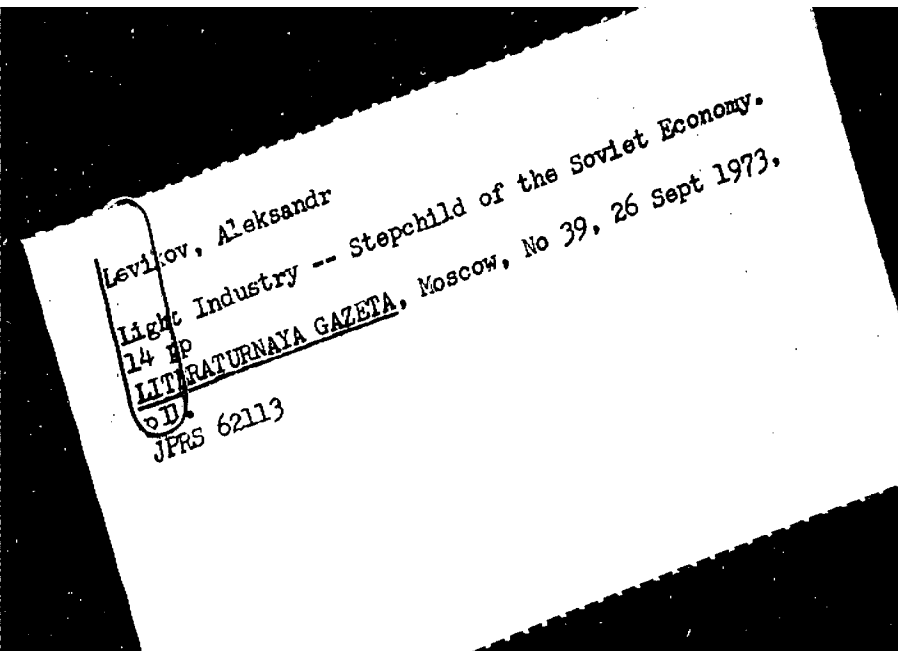 Levikov, Aleksandr
Light Industry -- Stepchild of the Soviet Economy.
14 pp
LITERATURNAYA GAZETA, Moscow, No 39, 26 Sept 1973,
JPRS 62113